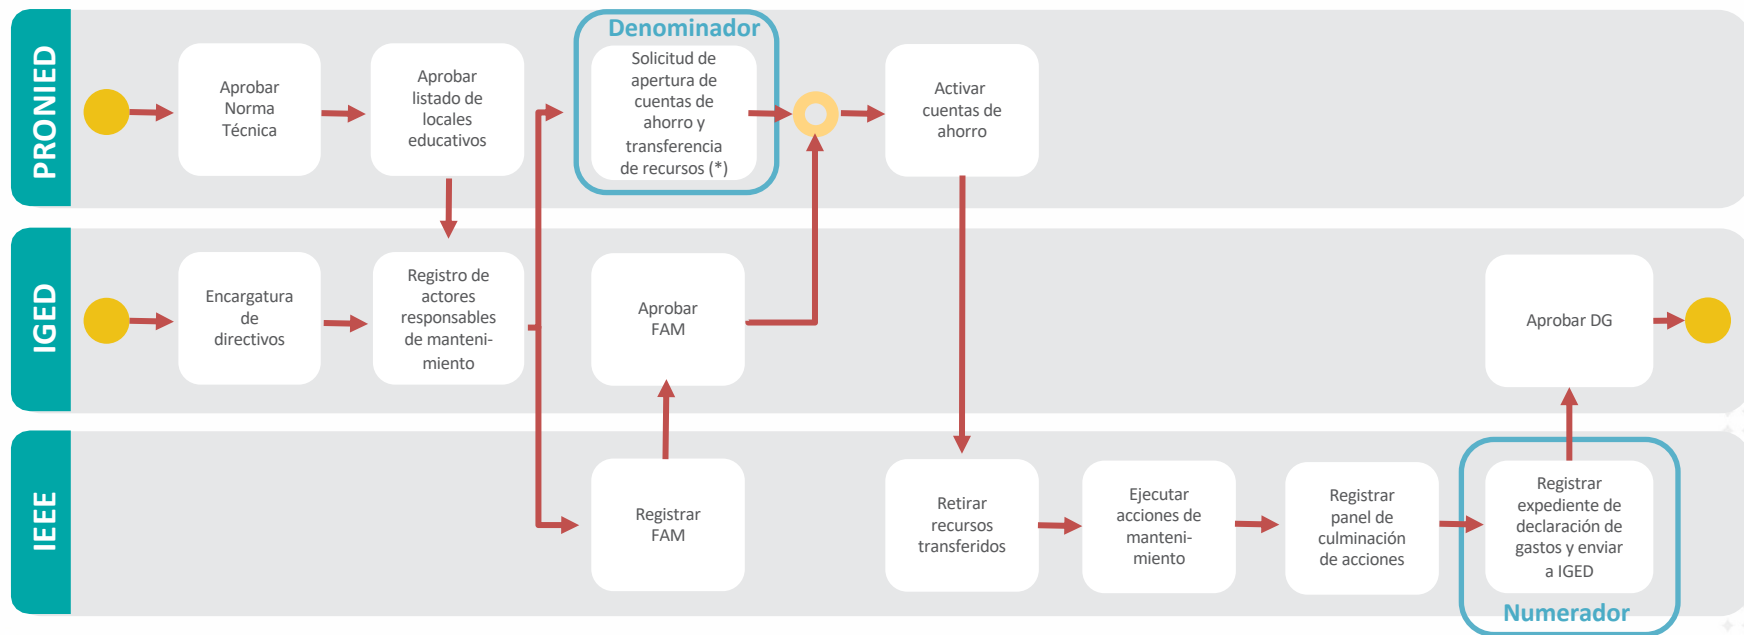 PRONIED
Aprobar
Norma
Técnica
Aprobar
listado de
locales
educativos
Denominador
Solicitud de
apertura de
cuentas de
ahorro y
transferencia
de recursos (*)
Activar
cuentas de
ahorro
IGED
Encargatura
de
directivos
Registro de
actores
responsables
de manteni-
miento
Aprobar
FAM
Aprobar DG
IEEE
Registrar
FAM
Retirar
recursos
transferidos
Ejecutar
acciones de
manteni-
miento
Registrar
panel de
culminación
de acciones
Registrar
expediente de
declaración de
gastos y enviar
a IGED
Numerador